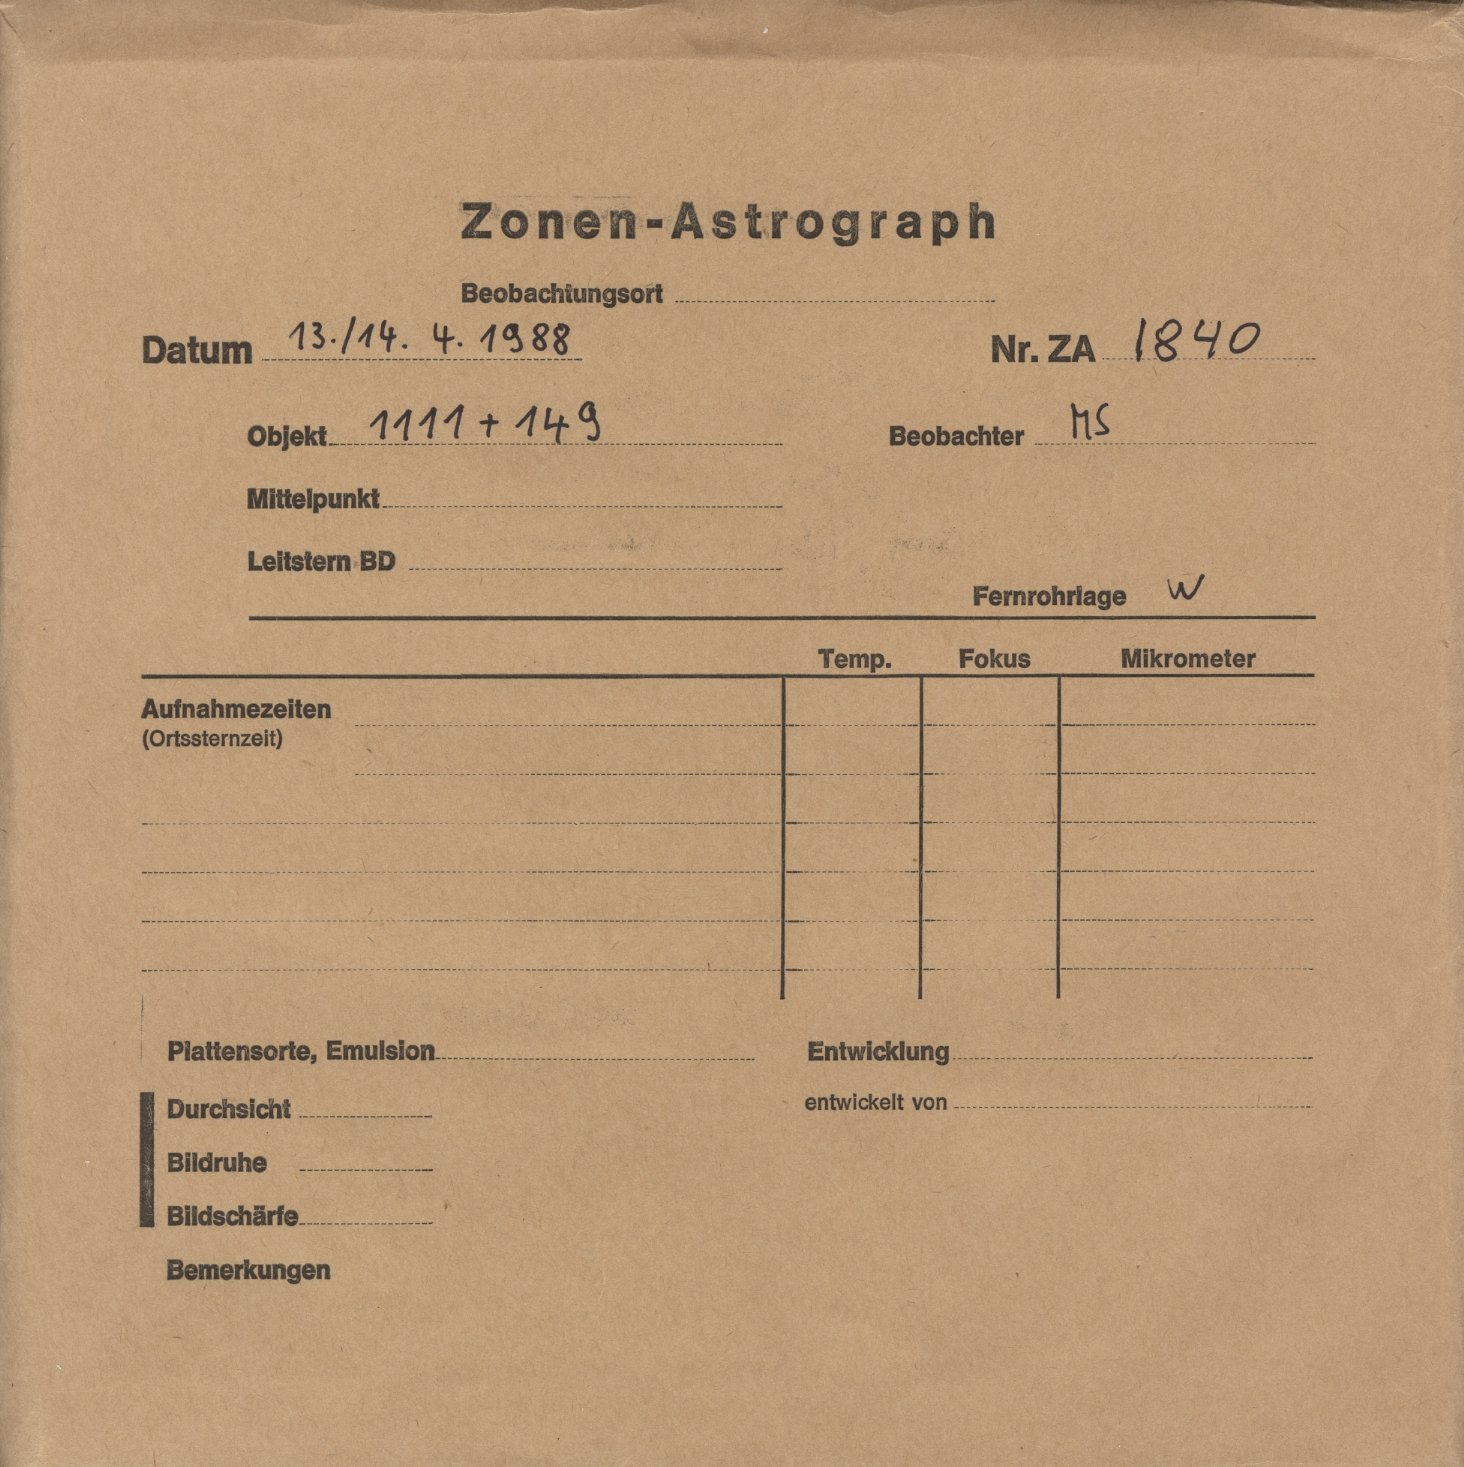 Zonen-Astrograph
Beobachtungsort
Datum 13./14. 4. 1988 Nr. ZA 1840
Objekt 1111 + 149 Beobachter MS
Mittelpunkt
Leitstern BD
Fernrohrlage W
Temp. Fokus Mikrometer
Aufnahmezeiten
(Ortssternzeit)
Plattensorte, Emulsion Entwicklung
Durchsicht entwickelt von
Bildruhe
Bildschärfe
Bemerkungen